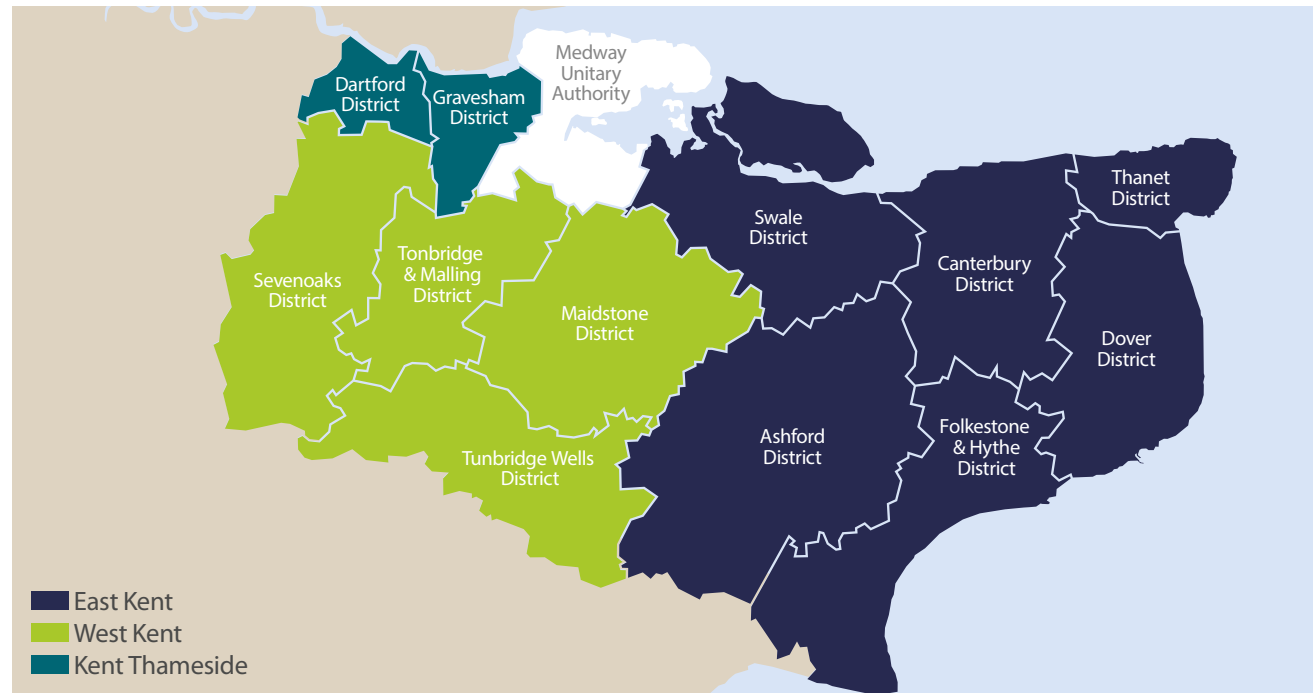 Medway
Unitary
Authority
Dartford
District
Gravesham
District
Thanet
District
Swale
District
Canterbury
District
Sevenoaks
District
Tonbridge
& Malling
District
Maidstone
District
Dover
District
Ashford
District
Folkestone
& Hythe
District
Tunbridge Wells
District
East Kent
West Kent
Kent Thameside